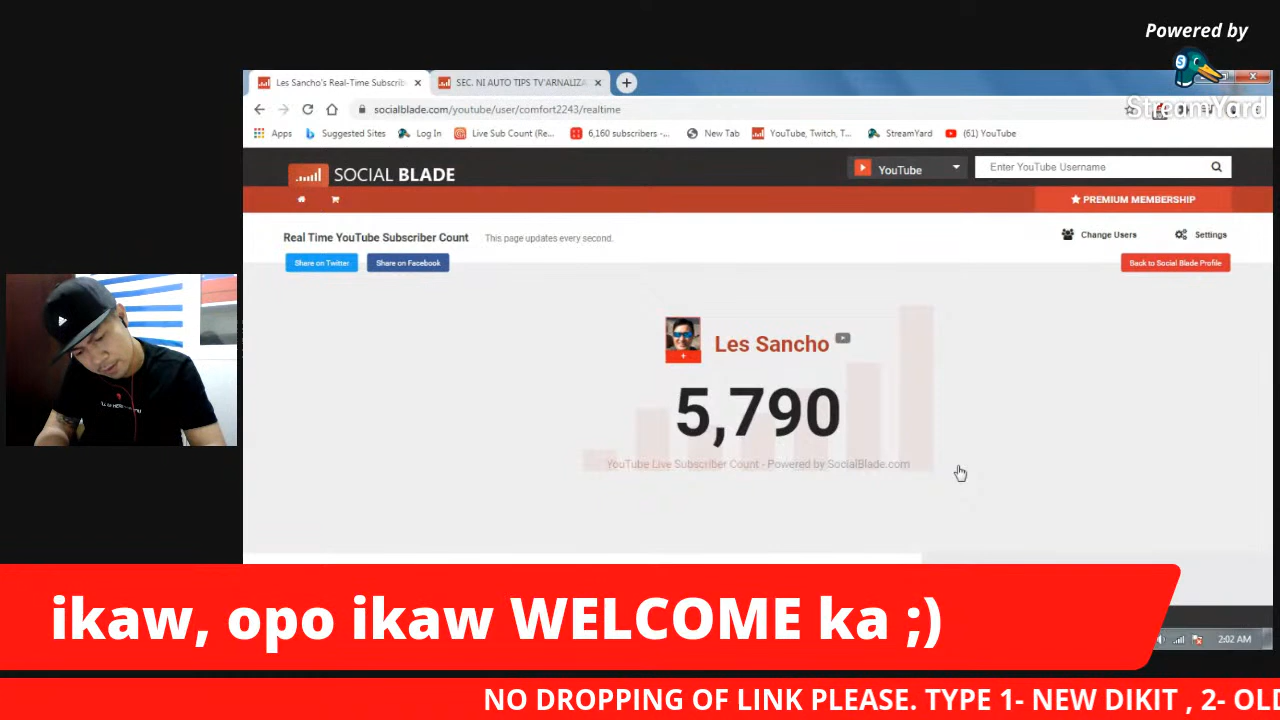 Powered by
StreamYard
Les Sancho's Real-Time Subscrib
SEC. NI AUTO TIPS TV'ARNALIZA
socialblade.com/youtube/user/comfort2243/realtime
Apps
Suggested Sites
Log In
Live Sub Count (Re...
6,160 subscribers -...
New Tab
YouTube, Twitch, T...
StreamYard
(61) YouTube
SOCIAL BLADE
YouTube
Enter YouTube Username
PREMIUM MEMBERSHIP
Real Time YouTube Subscriber Count
This page updates every second.
Change Users
Settings
Share on Twitter
Share on Facebook
Back to Social Blade Profile
Les Sancho
5,790
YouTube Live Subscriber Count - Powered by SocialBlade.com
ikaw, opo ikaw WELCOME ka ;)
2:02 AM
NO DROPPING OF LINK PLEASE. TYPE 1- NEW DIKIT , 2- OLD